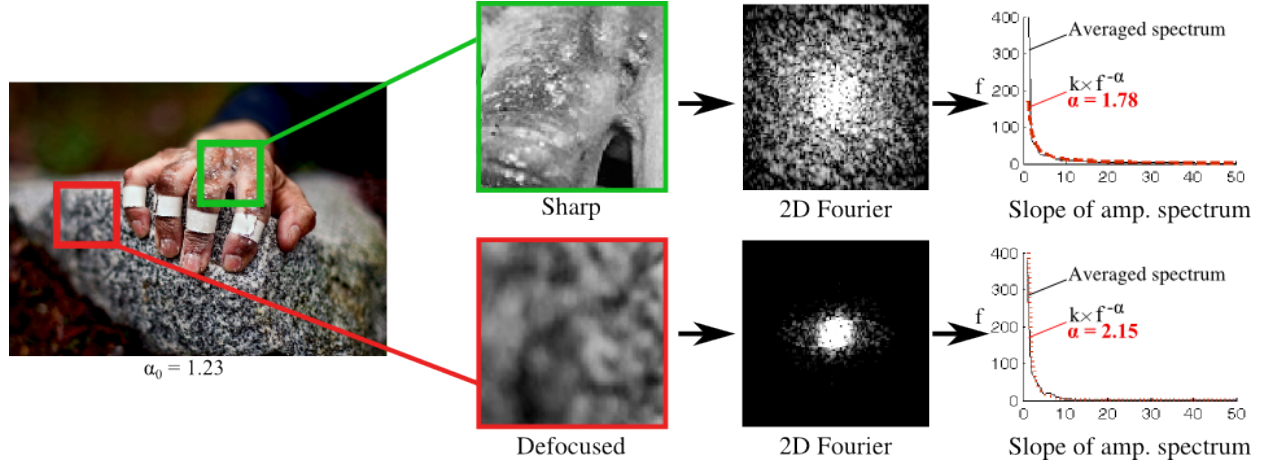 400
300
f
200
100
0
0 10 20 30 40 50
Averaged spectrum
k× f^-α
α = 1.78
Sharp
2D Fourier
Slope of amp. spectrum
α₀ = 1.23
400
300
f
200
100
0
0 10 20 30 40 50
Averaged spectrum
k× f^-α
α = 2.15
Defocused
2D Fourier
Slope of amp. spectrum